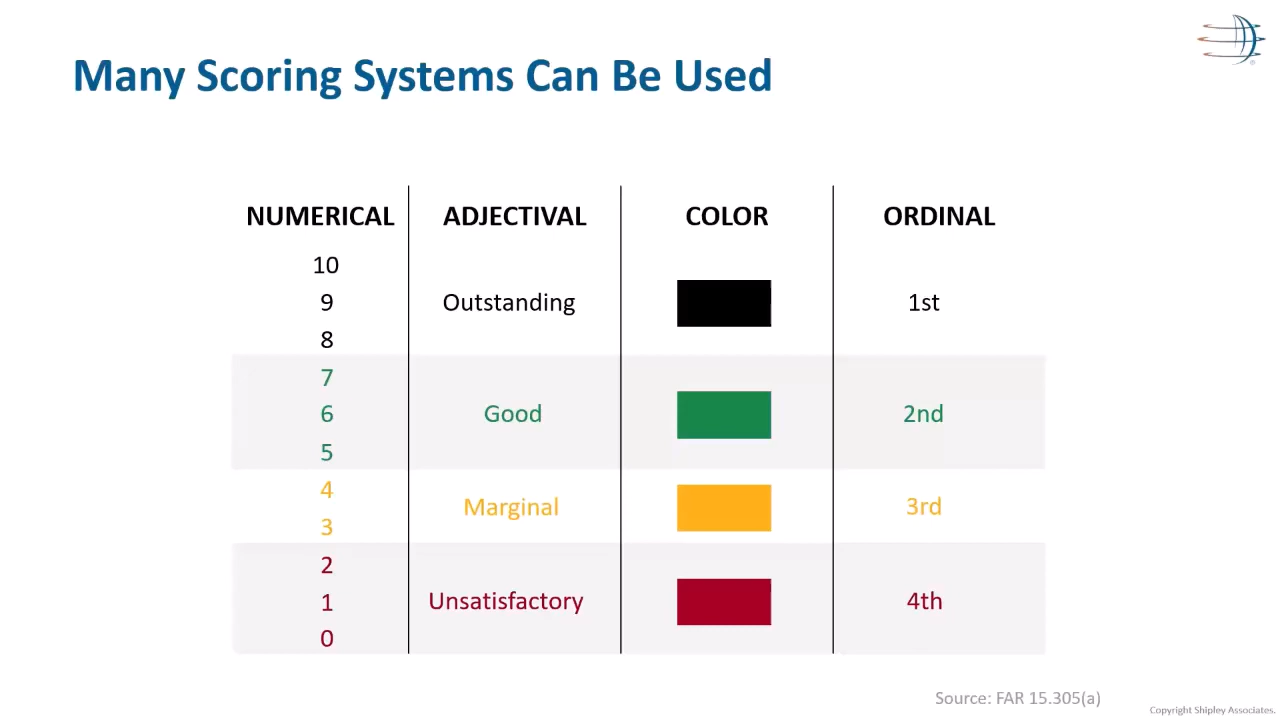 Many Scoring Systems Can Be Used
NUMERICAL ADJECTIVAL COLOR ORDINAL
10
9 Outstanding 1st
8
7
6 Good 2nd
5
4
Marginal 3rd
3
2
1 Unsatisfactory 4th
0
Source: FAR 15.305(a)
Copyright Shipley Associates.